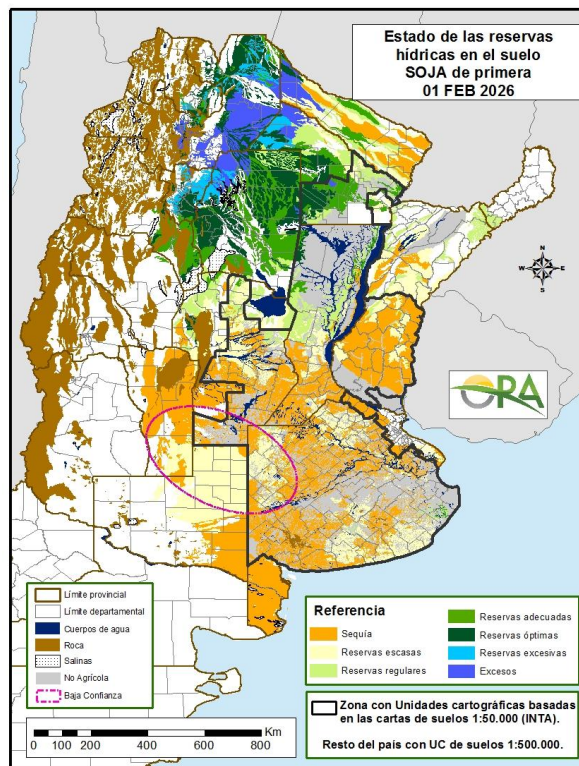 Estado de las reservas
hídricas en el suelo
SOJA de primera
01 FEB 2026
N
W
E
S
ORA
Límite provincial
Límite departamental
Cuerpos de agua
Roca
Salinas
No Agrícola
Baja Confianza
Referencia
Sequía
Reservas escasas
Reservas regulares
Reservas adecuadas
Reservas óptimas
Reservas excesivas
Excesos
Zona con Unidades cartográficas basadas
en las cartas de suelos 1:50.000 (INTA).
Resto del país con UC de suelos 1:500.000.
Km
0 100 200 400 600 800